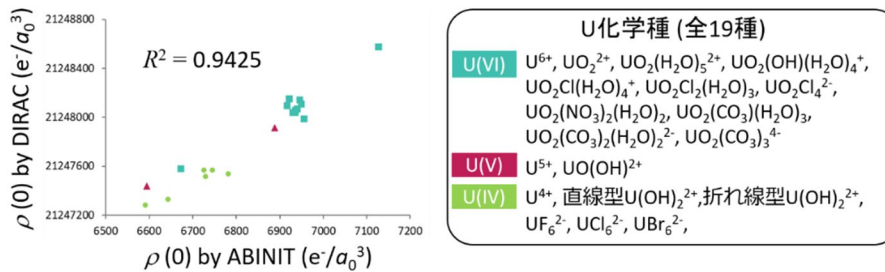 21248800
21248400
21248000
21247600
21247200
ρ (0) by DIRAC (e⁻/a₀³)
R² = 0.9425
6500 6600 6700 6800 6900 7000 7100 7200
ρ (0) by ABINIT (e⁻/a₀³)
U化学種 (全19種)
U(VI) U⁶⁺, UO₂²⁺, UO₂(H₂O)₅²⁺, UO₂(OH)(H₂O)₄⁺,
UO₂Cl(H₂O)₄⁺, UO₂Cl₂(H₂O)₃, UO₂Cl₄²⁻,
UO₂(NO₃)₂(H₂O)₂, UO₂(CO₃)(H₂O)₃,
UO₂(CO₃)₂(H₂O)₂²⁻, UO₂(CO₃)₃⁴⁻
U(V) U⁵⁺, UO(OH)²⁺
U(IV) U⁴⁺, 直線型U(OH)₂²⁺,折れ線型U(OH)₂²⁺,
UF₆²⁻, UCl₆²⁻, UBr₆²⁻,